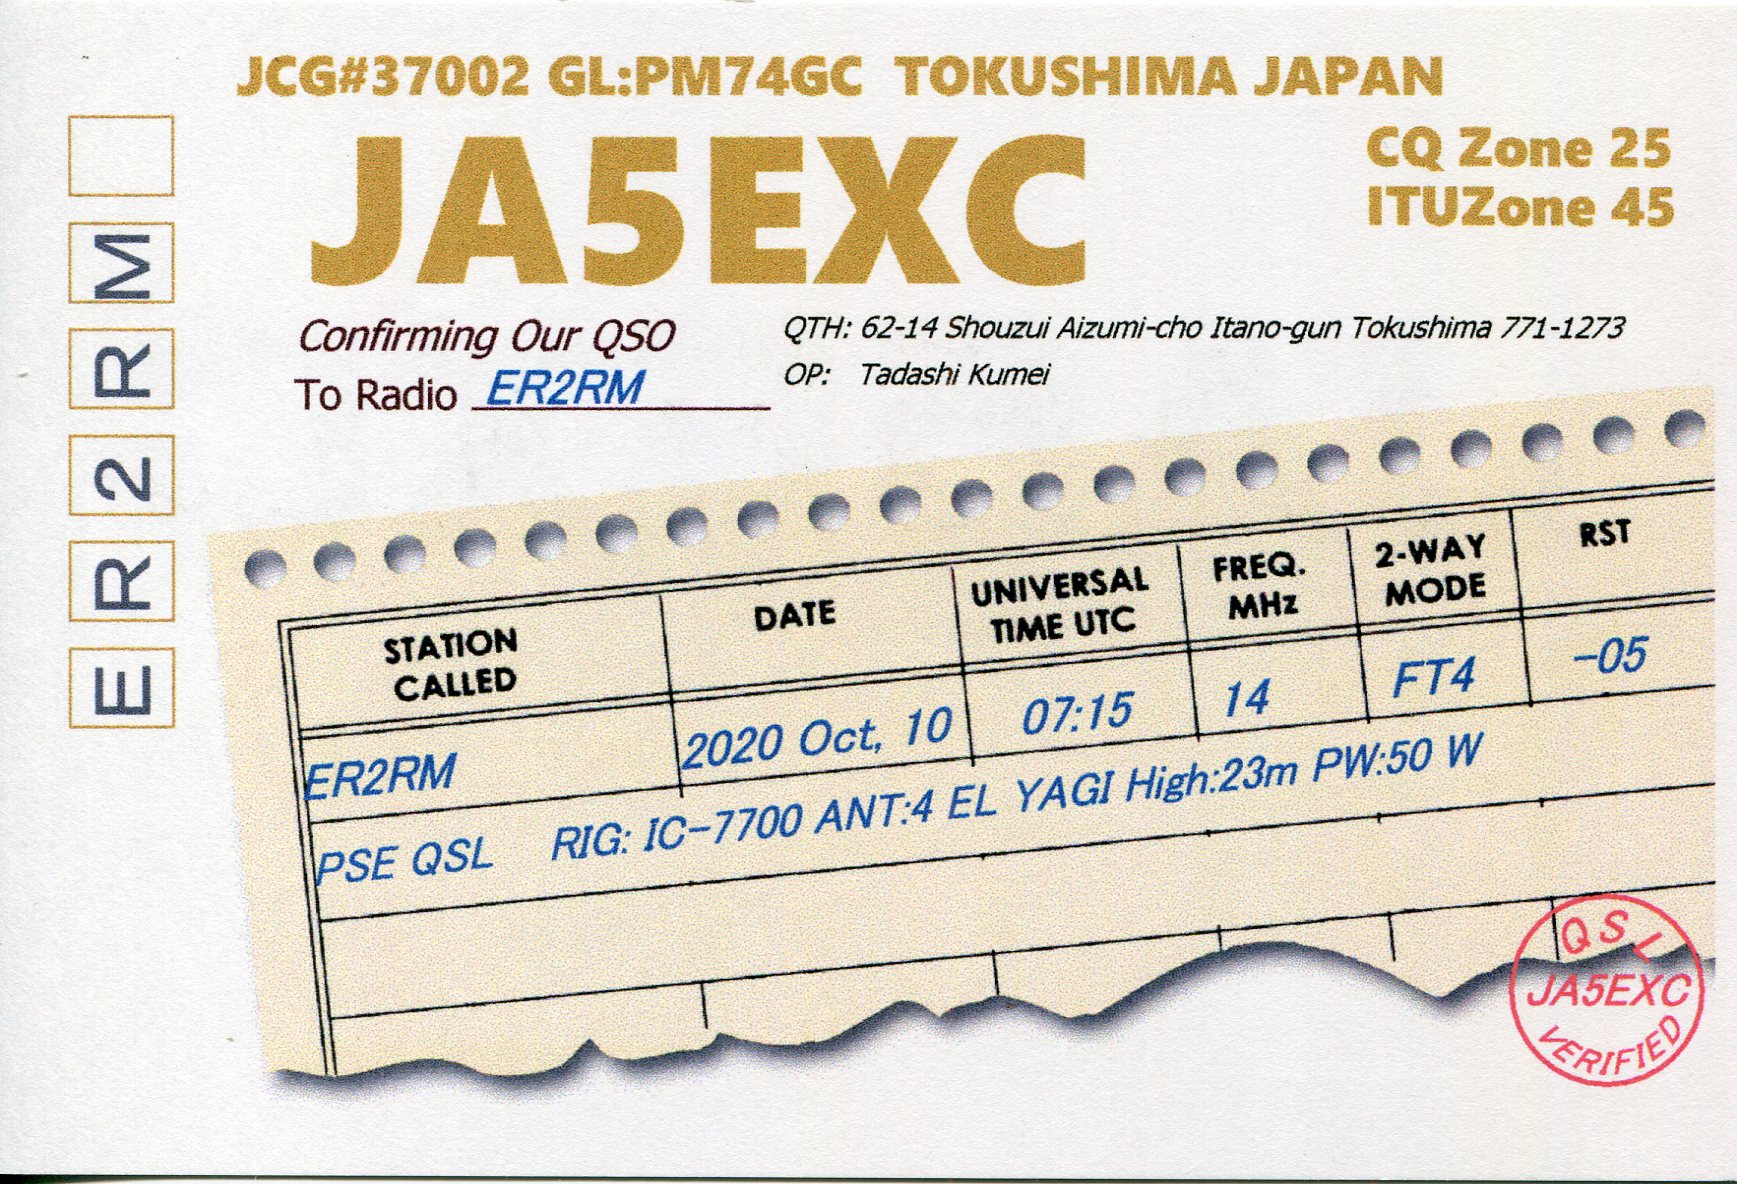 JCG#37002 GL:PM74GC TOKUSHIMA JAPAN
JA5EXC
CQ Zone 25
ITUZone 45
Confirming Our QSO
To Radio ER2RM
QTH: 62-14 Shouzui Aizumi-cho Itano-gun Tokushima 771-1273
OP: Tadashi Kumei
ER2RM
STATION CALLED
DATE
UNIVERSAL TIME UTC
FREQ. MHz
2-WAY MODE
RST
ER2RM 2020 Oct, 10 07:15 14 FT4 -05
PSE QSL RIG: IC-7700 ANT:4 EL YAGI High:23m PW:50 W
QSL
JA5EXC
VERIFIED